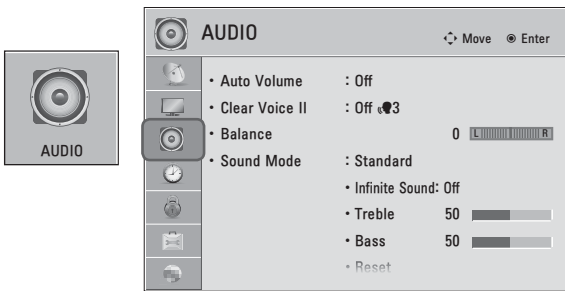 AUDIO
AUDIO
Move Enter
• Auto Volume : Off
• Clear Voice II : Off 3
• Balance 0 L R
• Sound Mode : Standard
• Infinite Sound: Off
• Treble 50
• Bass 50
• Reset